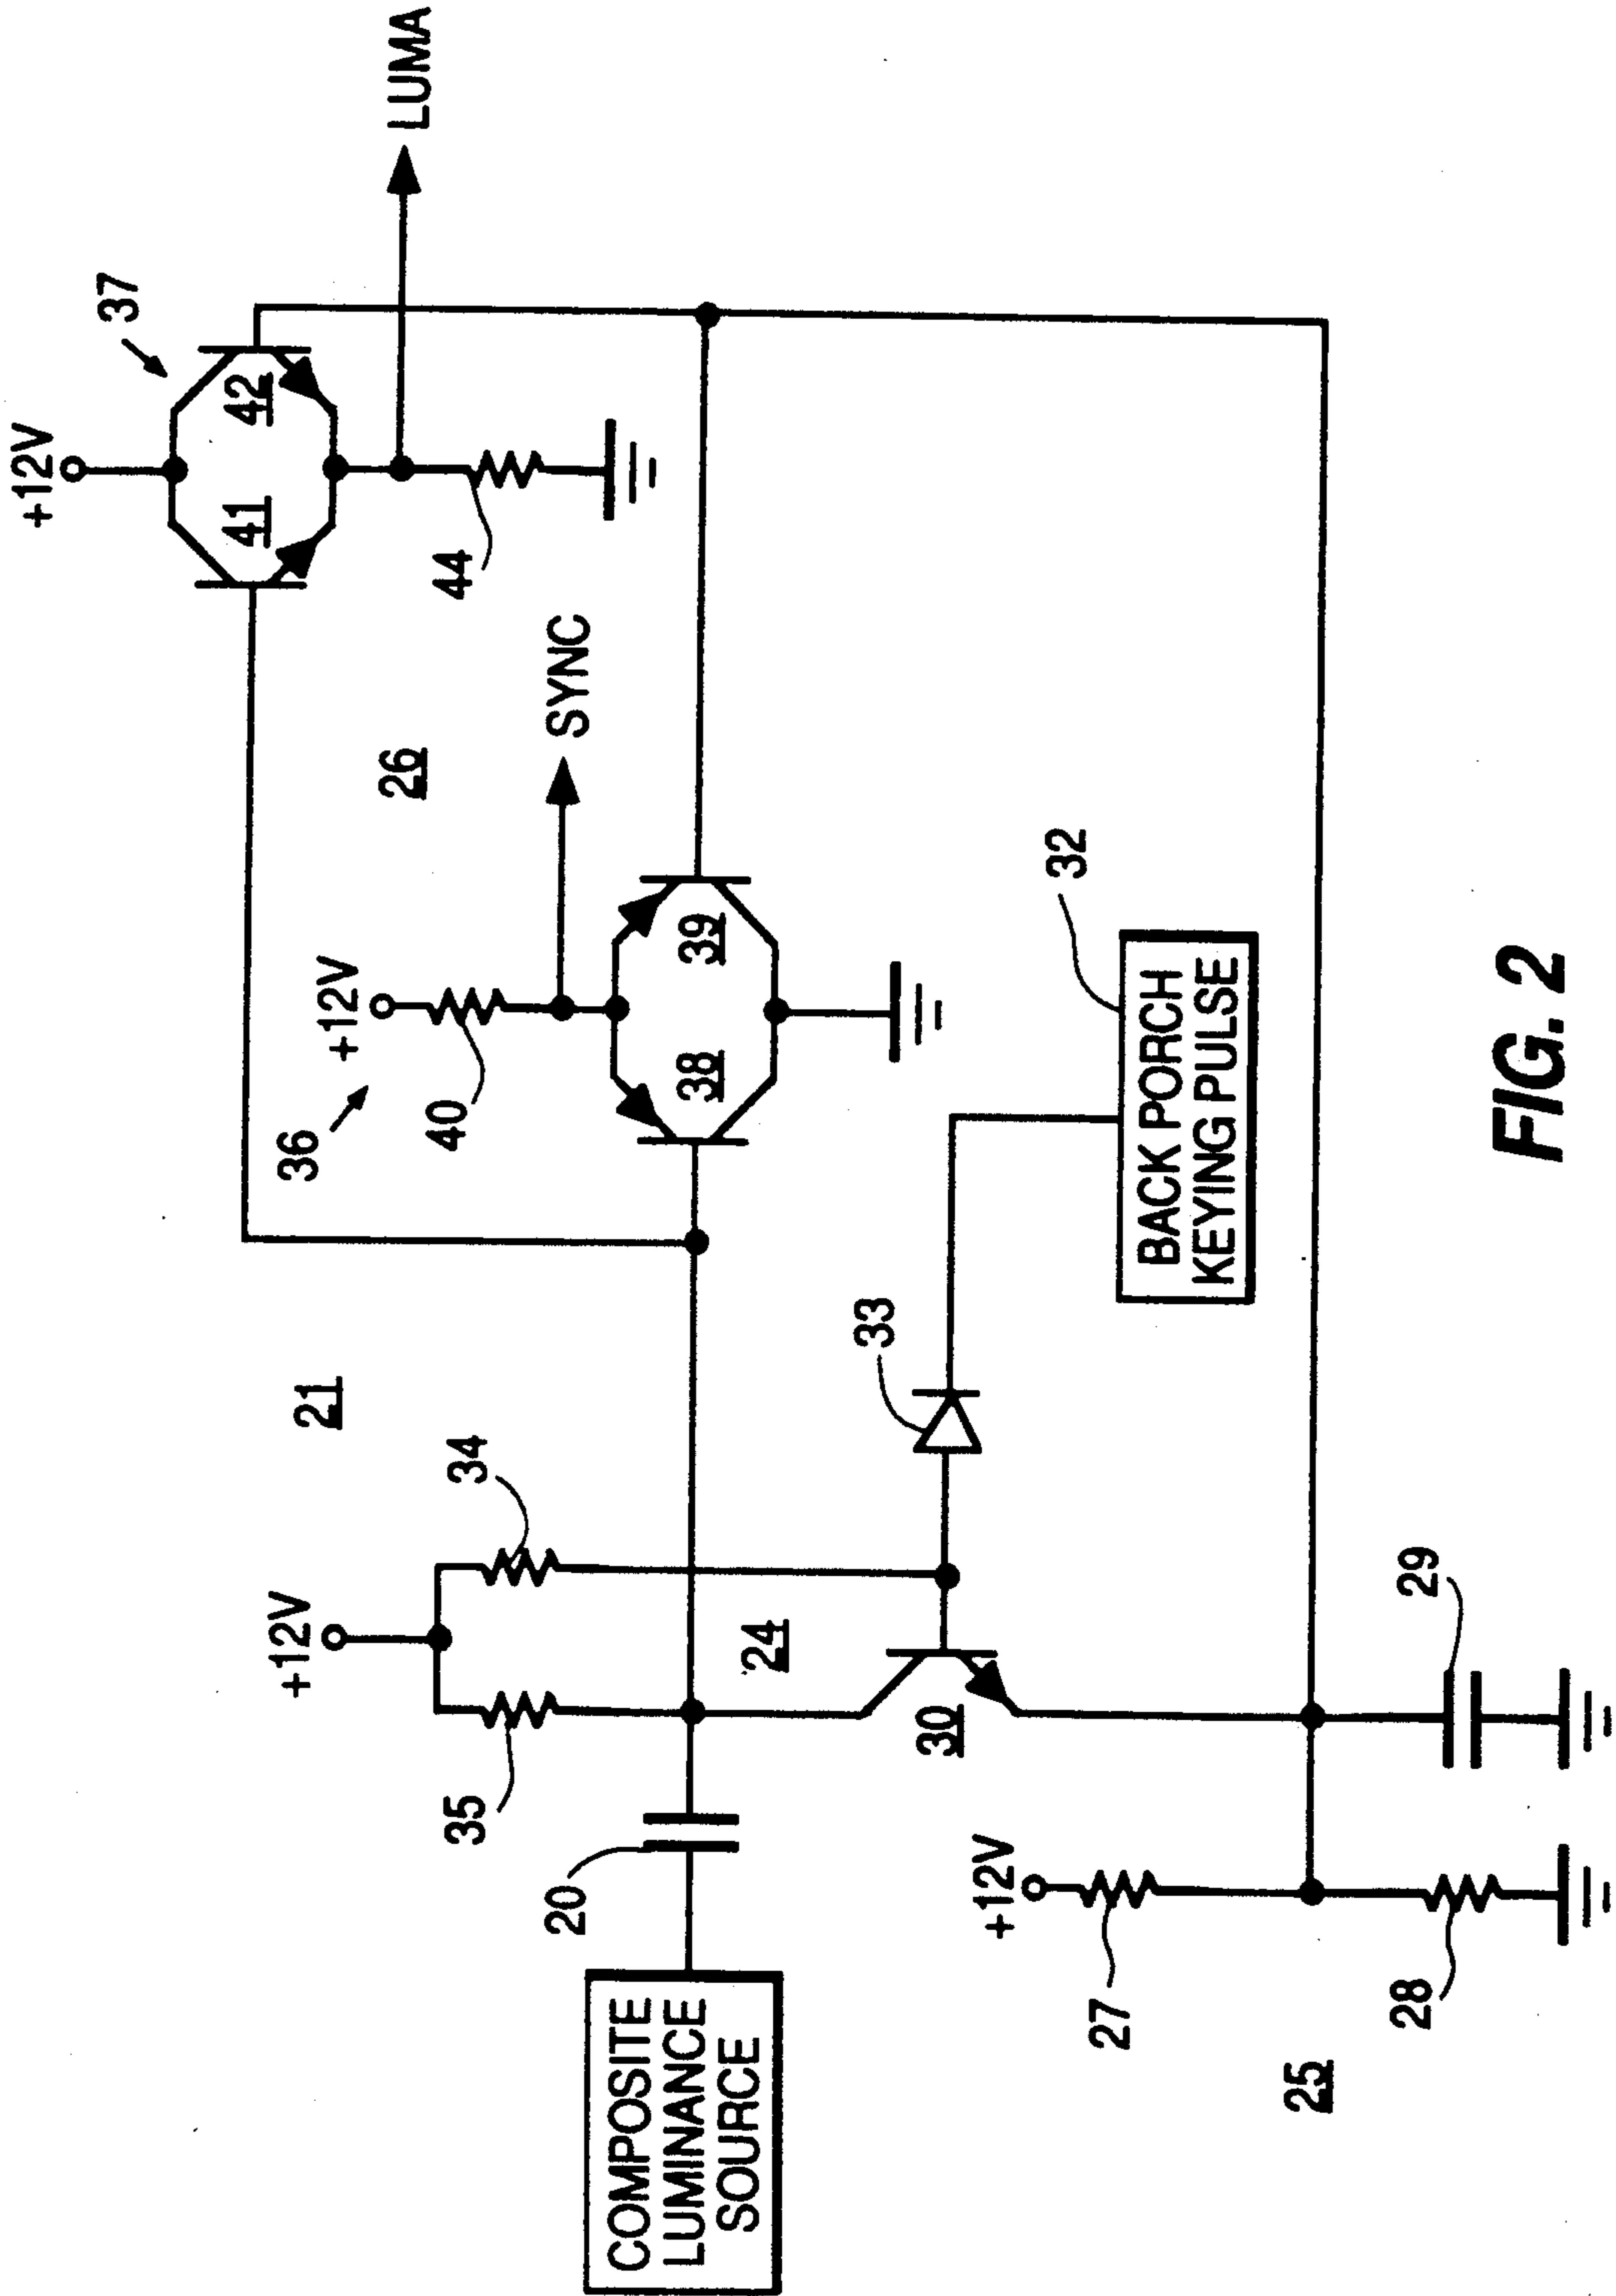 +12V
37
41
42
LUMA
44
+12V
36
40
26
SYNC
38
39
21
+12V
35
34
20
24
COMPOSITE
LUMINANCE
SOURCE
30
33
32
BACK PORCH
KEYING PULSE
+12V
27
28
25
29
FIG. 2